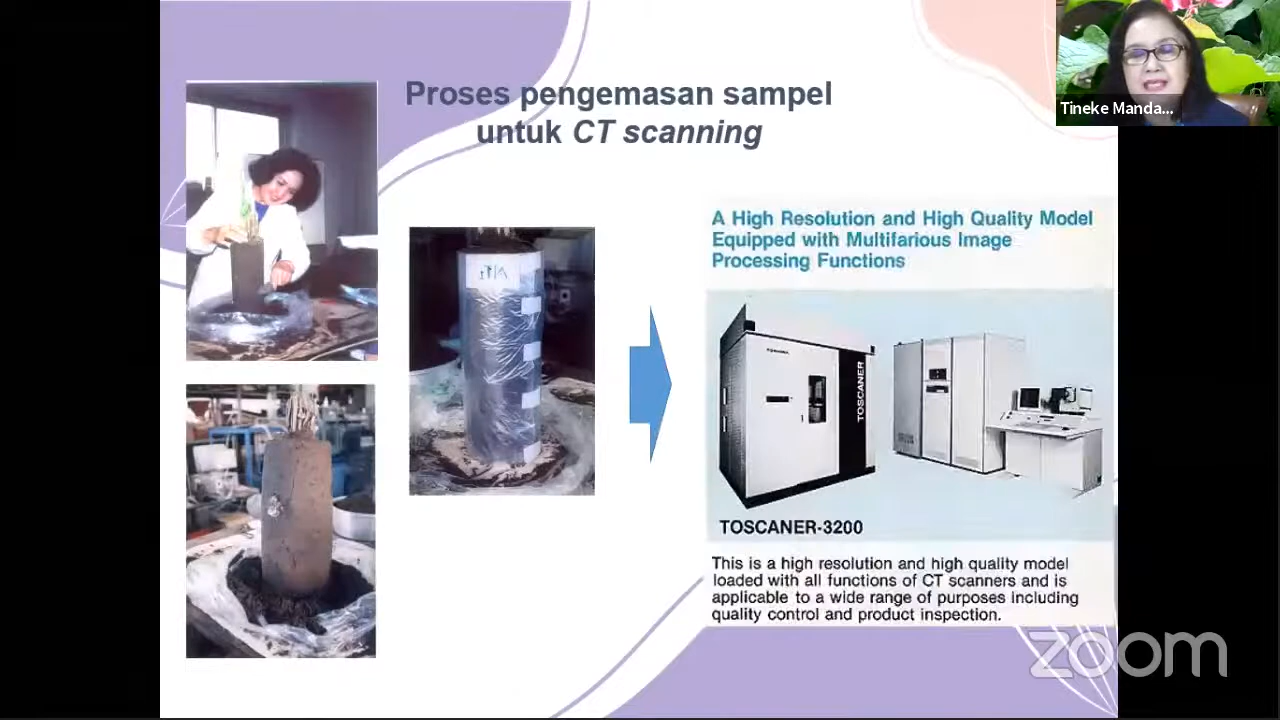 Proses pengemasan sampel
untuk CT scanning
Tineke Manda...
A High Resolution and High Quality Model
Equipped with Multifarious Image
Processing Functions
TOSCANER
TOSCANER-3200
This is a high resolution and high quality model
loaded with all functions of CT scanners and is
applicable to a wide range of purposes including
quality control and product inspection.
zoom